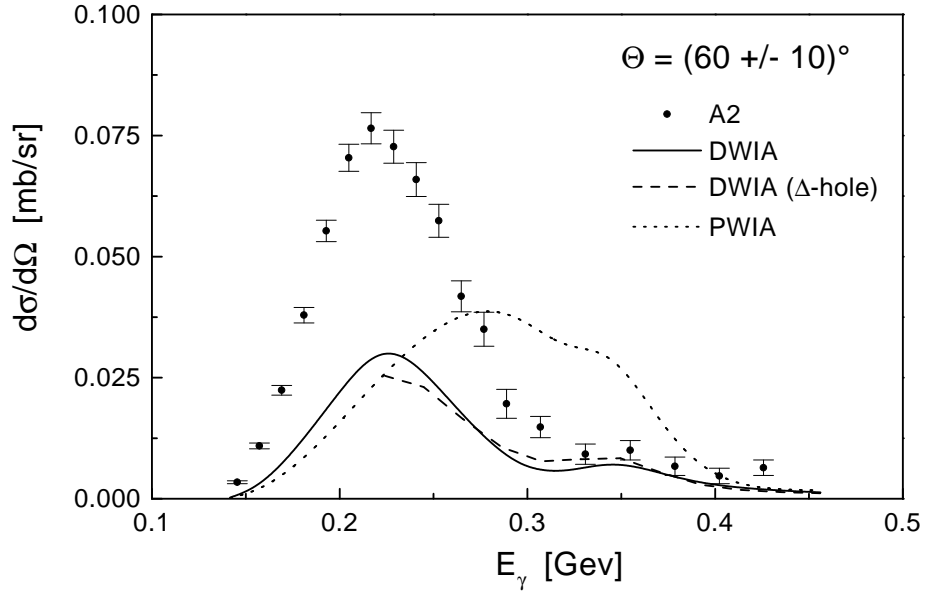 0.100
0.075
0.050
0.025
0.000
dσ/dΩ [mb/sr]
Θ = (60 +/- 10)°
A2
DWIA
DWIA (Δ-hole)
PWIA
0.1 0.2 0.3 0.4 0.5
E_γ [Gev]